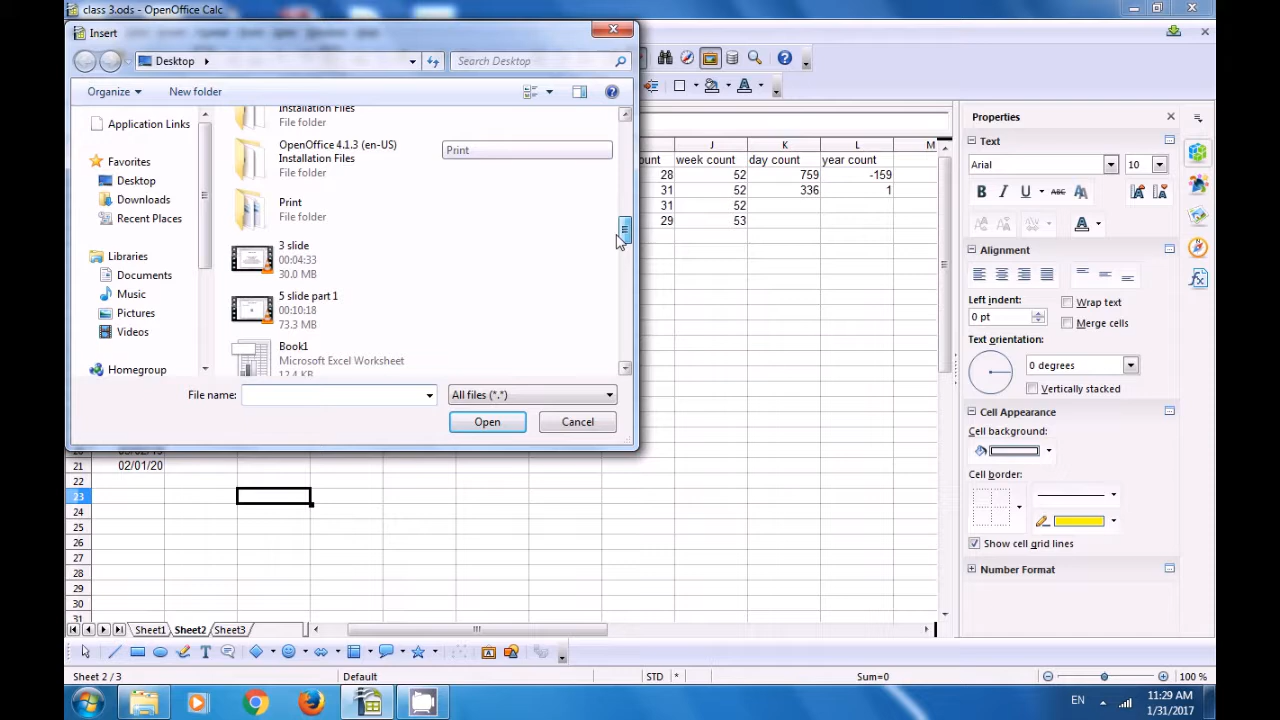 class 3.ods - OpenOffice Calc
Insert
Desktop
Search Desktop
Organize
New folder
Application Links
Favorites
Desktop
Downloads
Recent Places
Libraries
Documents
Music
Pictures
Videos
Homegroup
Installation Files
File folder
OpenOffice 4.1.3 (en-US)
Installation Files
File folder
Print
File folder
3 slide
00:04:33
30.0 MB
5 slide part 1
00:10:18
73.3 MB
Book1
Microsoft Excel Worksheet
12.4 KB
Print
File name:
All files (*.*)
Open
Cancel
J K L M
week count day count year count
28 52 759 -159
31 52 336 1
31 52
29 53
21 02/01/20
22
23
24
25
26
27
28
29
30
31
Sheet1 Sheet2 Sheet3
Properties
Text
Arial
10
B I U ABC A
Alignment
Left indent:
0 pt
Wrap text
Merge cells
Text orientation:
0 degrees
Vertically stacked
Cell Appearance
Cell background:
Cell border:
Show cell grid lines
Number Format
Sheet 2 / 3
Default
STD
*
Sum=0
100 %
EN
11:29 AM
1/31/2017